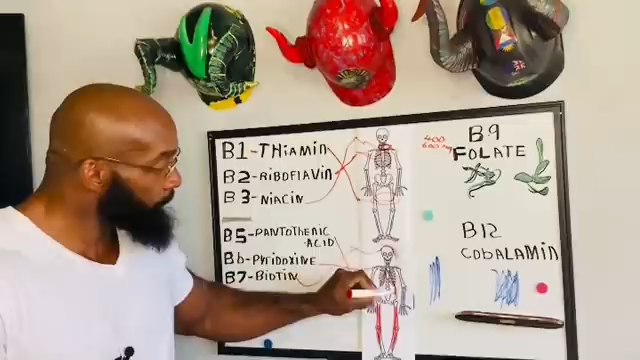 B1-THiAMiN
B2-RiBOFLAViN
B3-NiACiN
B5-PANTOTHENiC
ACiD
B6-PYRiDOXiNE
B7-BiOTiN
400
B9
FOLATE
B12
COBALAMiN